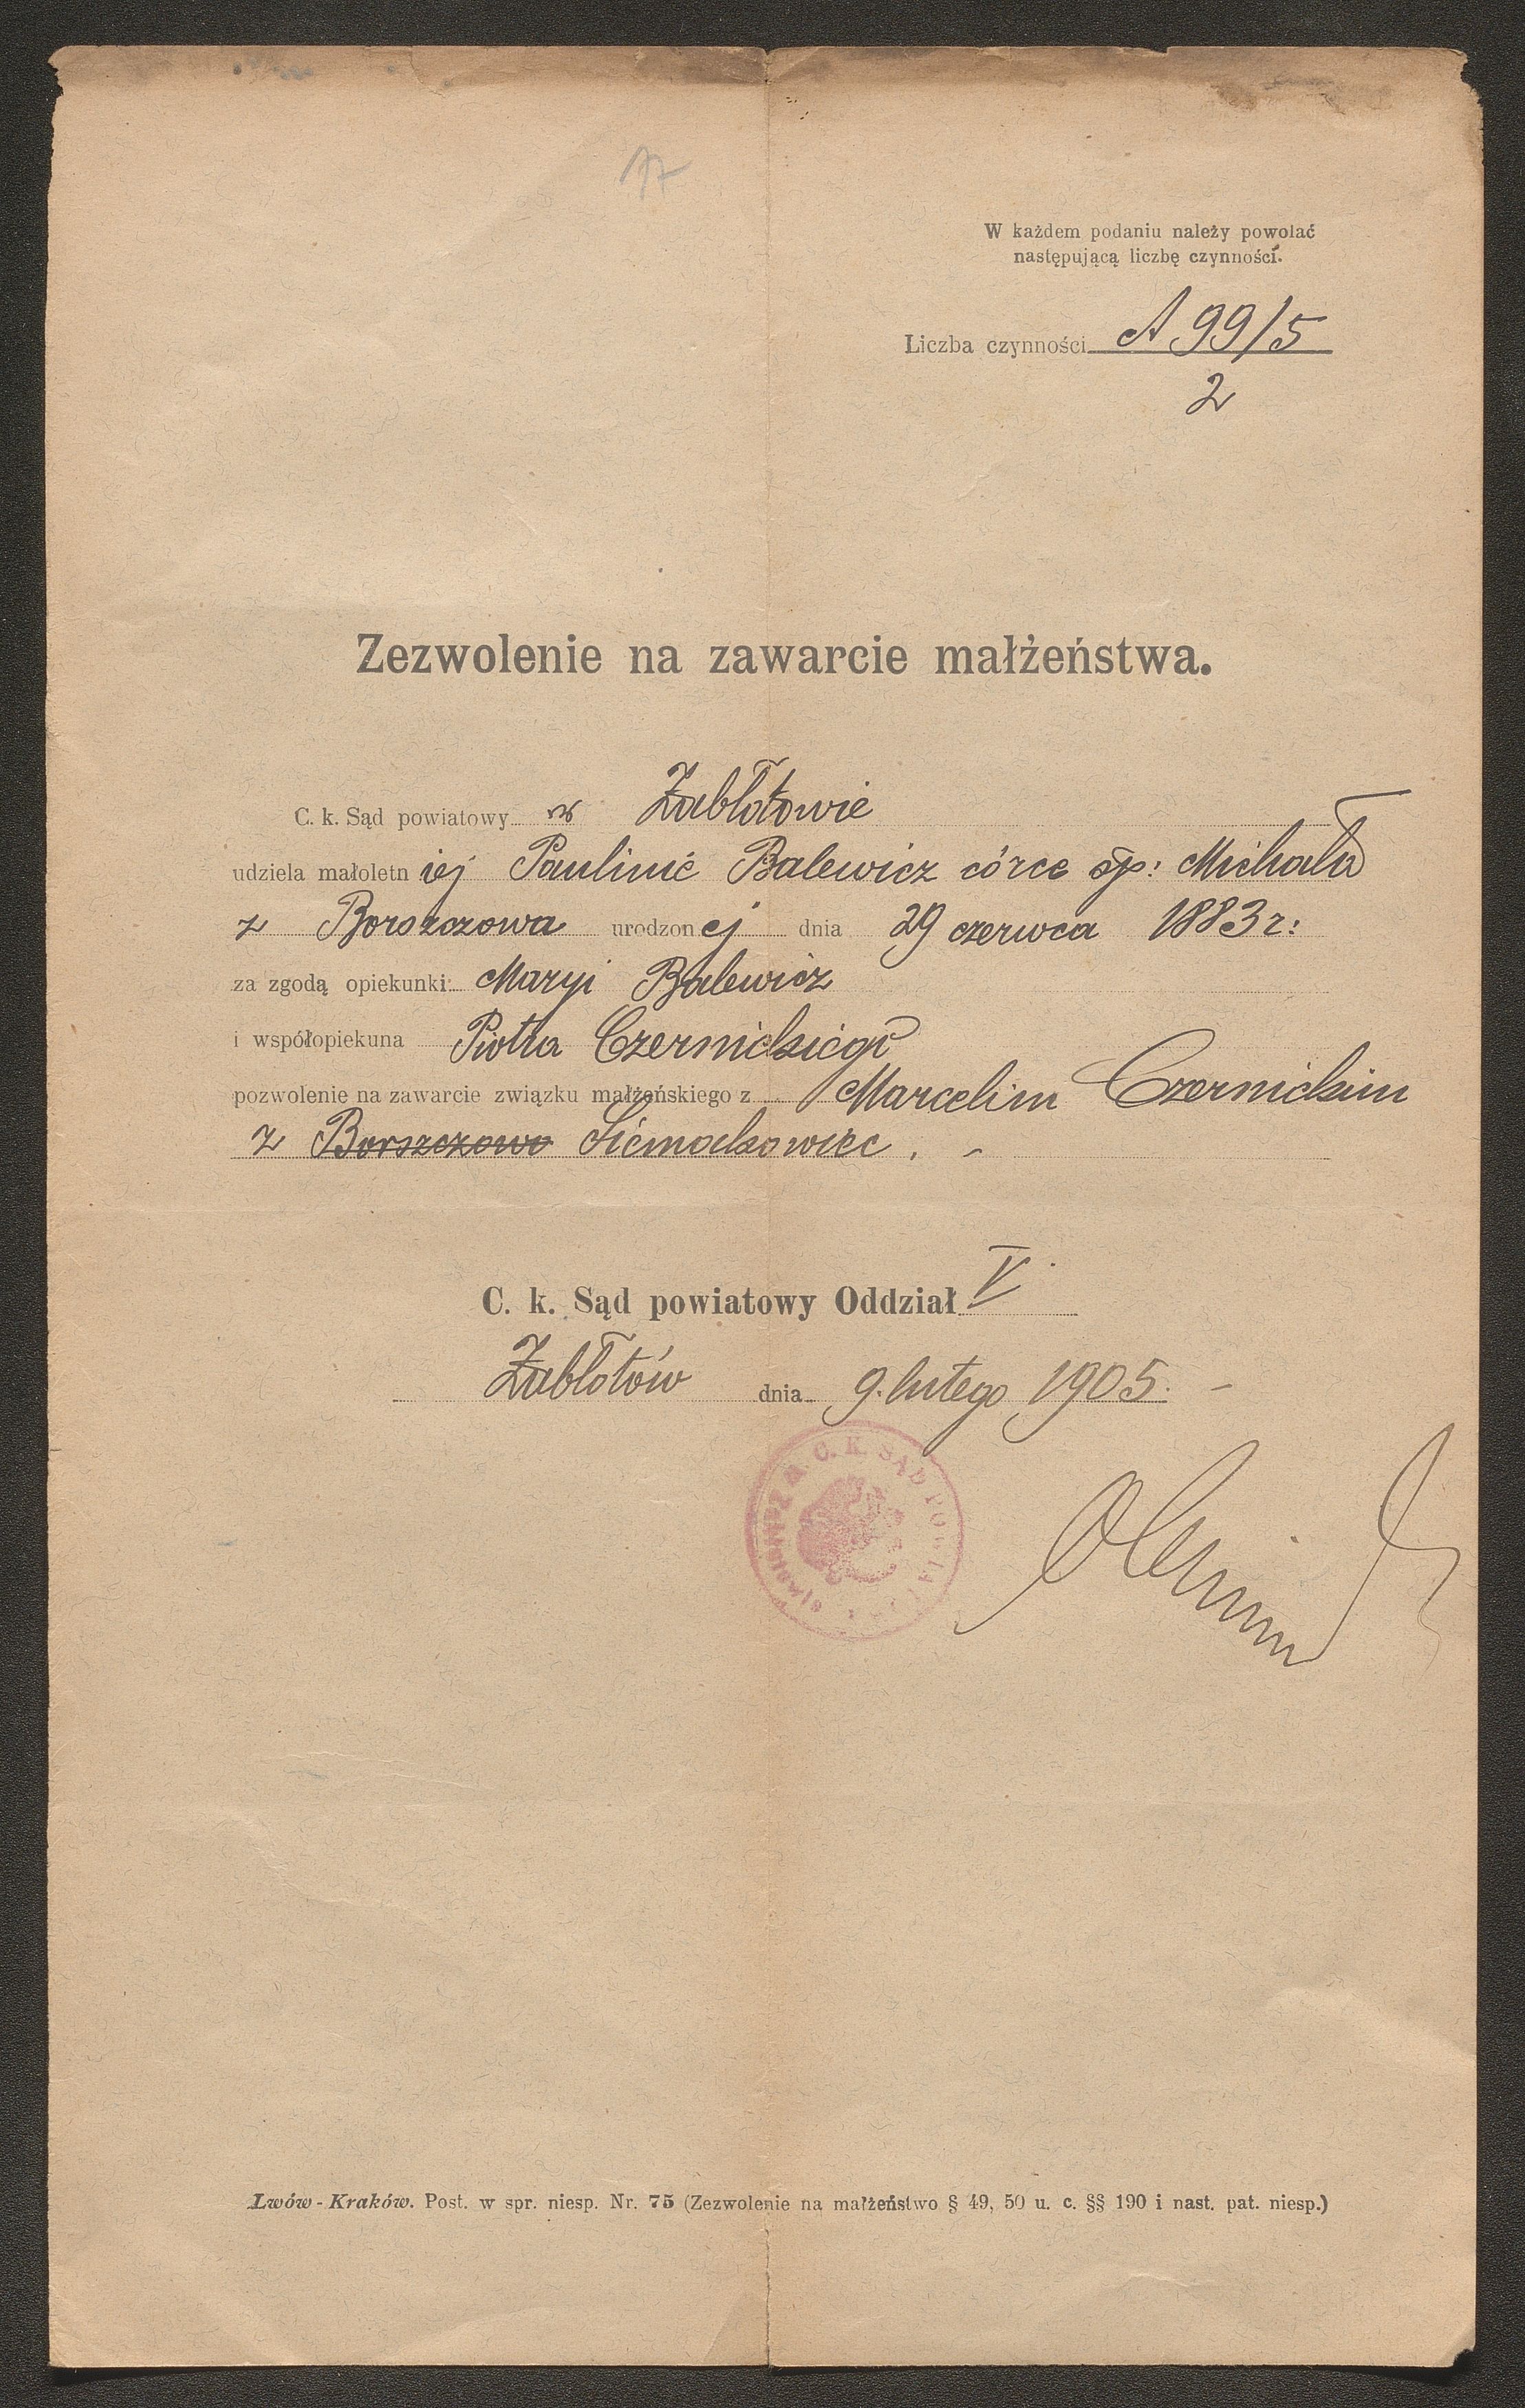 17
W każdem podaniu należy powołać
następującą liczbę czynności.
Liczba czynności A 99/5
2
Zezwolenie na zawarcie małżeństwa.
C. k. Sąd powiatowy w Zabłotowie
udziela małoletniej Paulinie Balewicz córce śp: Michała
z Borszczowa urodzonej dnia 29 czerwca 1883 r:
za zgodą opiekunki Maryi Balewicz
i współopiekuna Piotra Czernickiego
pozwolenie na zawarcie związku małżeńskiego z Marcelim Czernickim
z Borszczowa Siemakowiec. -
C. k. Sąd powiatowy Oddział V.
Zabłotów dnia 9. lutego 1905. -
C. K. SĄD POWIATOWY
Lwów - Kraków. Post. w spr. niesp. Nr. 75 (Zezwolenie na małżeństwo § 49, 50 u. c. §§ 190 i nast. pat. niesp.)